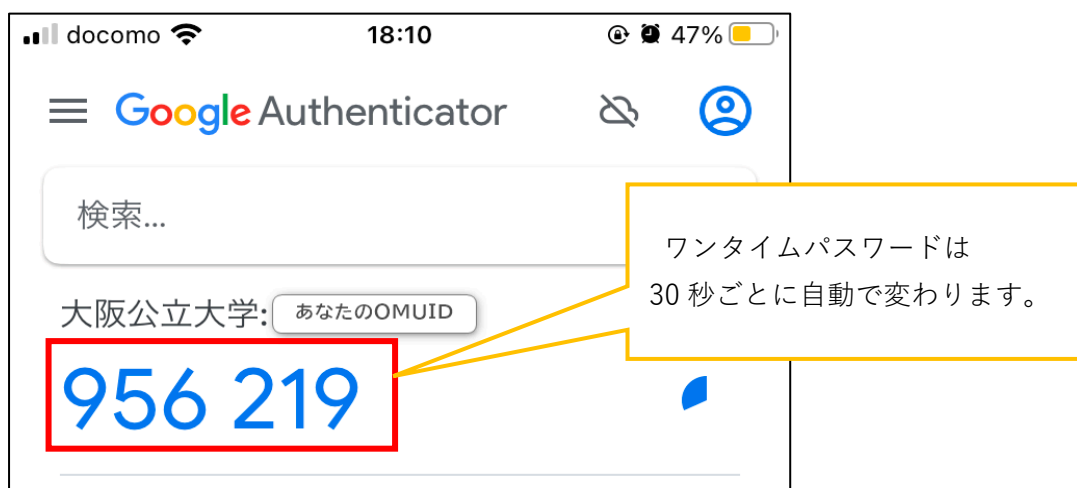 docomo 18:10 47%
Google Authenticator
検索...
ワンタイムパスワードは
30 秒ごとに自動で変わります。
大阪公立大学: あなたのOMUID
956 219